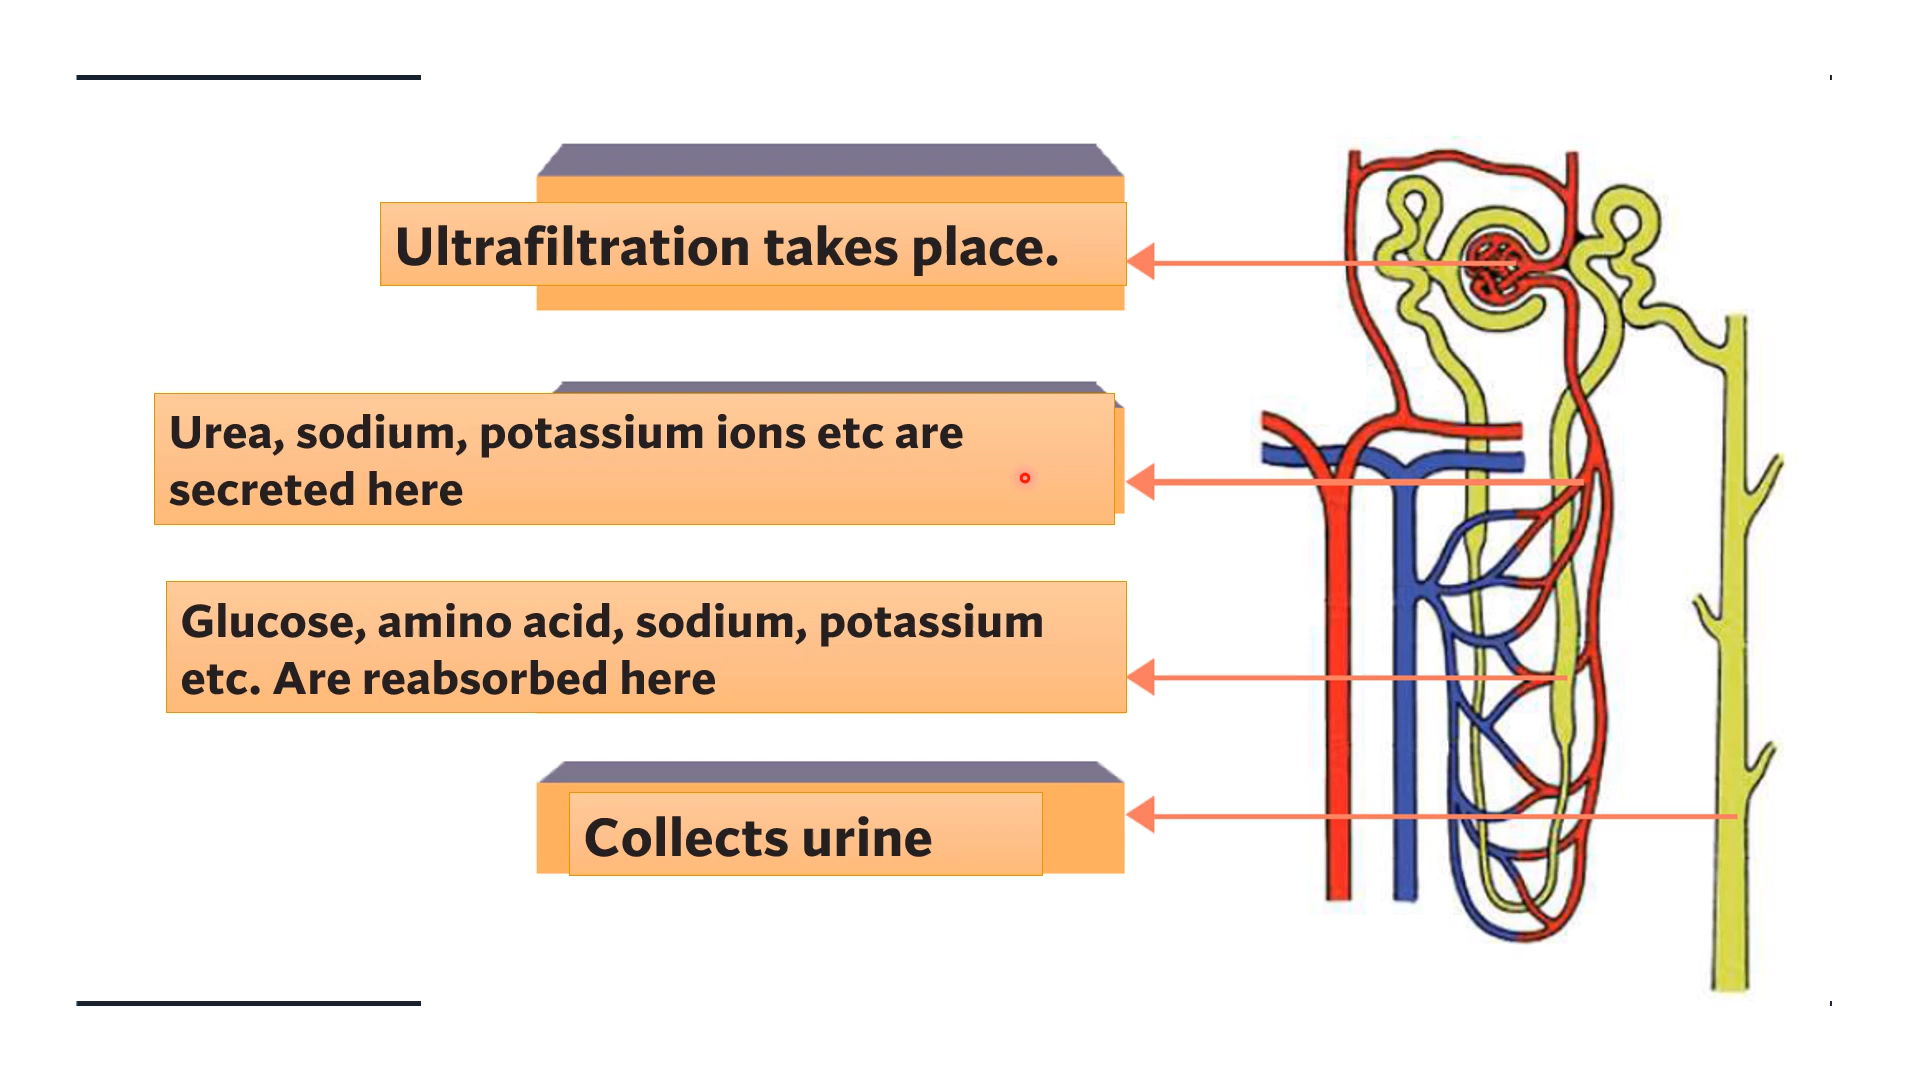 Ultrafiltration takes place.
Urea, sodium, potassium ions etc are
secreted here
Glucose, amino acid, sodium, potassium
etc. Are reabsorbed here
Collects urine